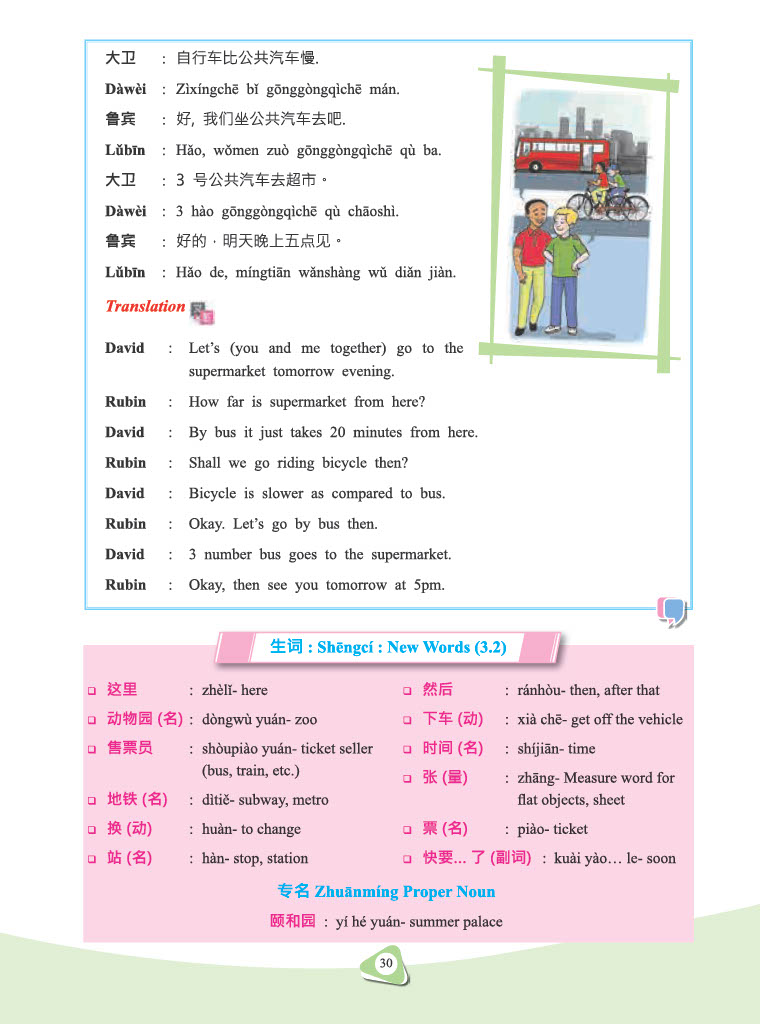 大卫 : 自行车比公共汽车慢.
Dàwèi : Zìxíngchē bǐ gōnggòngqìchē mán.
鲁宾 : 好, 我们坐公共汽车去吧.
Lǔbīn : Hǎo, wǒmen zuò gōnggòngqìchē qù ba.
大卫 : 3 号公共汽车去超市。
Dàwèi : 3 hào gōnggòngqìchē qù chāoshì.
鲁宾 : 好的，明天晚上五点见。
Lǔbīn : Hǎo de, míngtiān wǎnshàng wǔ diǎn jiàn.
Translation
David : Let's (you and me together) go to the
supermarket tomorrow evening.
Rubin : How far is supermarket from here?
David : By bus it just takes 20 minutes from here.
Rubin : Shall we go riding bicycle then?
David : Bicycle is slower as compared to bus.
Rubin : Okay. Let's go by bus then.
David : 3 number bus goes to the supermarket.
Rubin : Okay, then see you tomorrow at 5pm.
生词 : Shēngcí : New Words (3.2)
这里 : zhèlǐ- here
动物园 (名) : dòngwù yuán- zoo
售票员 : shòupiào yuán- ticket seller
(bus, train, etc.)
地铁 (名) : dìtiě- subway, metro
换 (动) : huàn- to change
站 (名) : hàn- stop, station
然后 : ránhòu- then, after that
下车 (动) : xià chē- get off the vehicle
时间 (名) : shíjiān- time
张 (量) : zhāng- Measure word for
flat objects, sheet
票 (名) : piào- ticket
快要... 了 (副词) : kuài yào… le- soon
专名 Zhuānmíng Proper Noun
颐和园 : yí hé yuán- summer palace
30